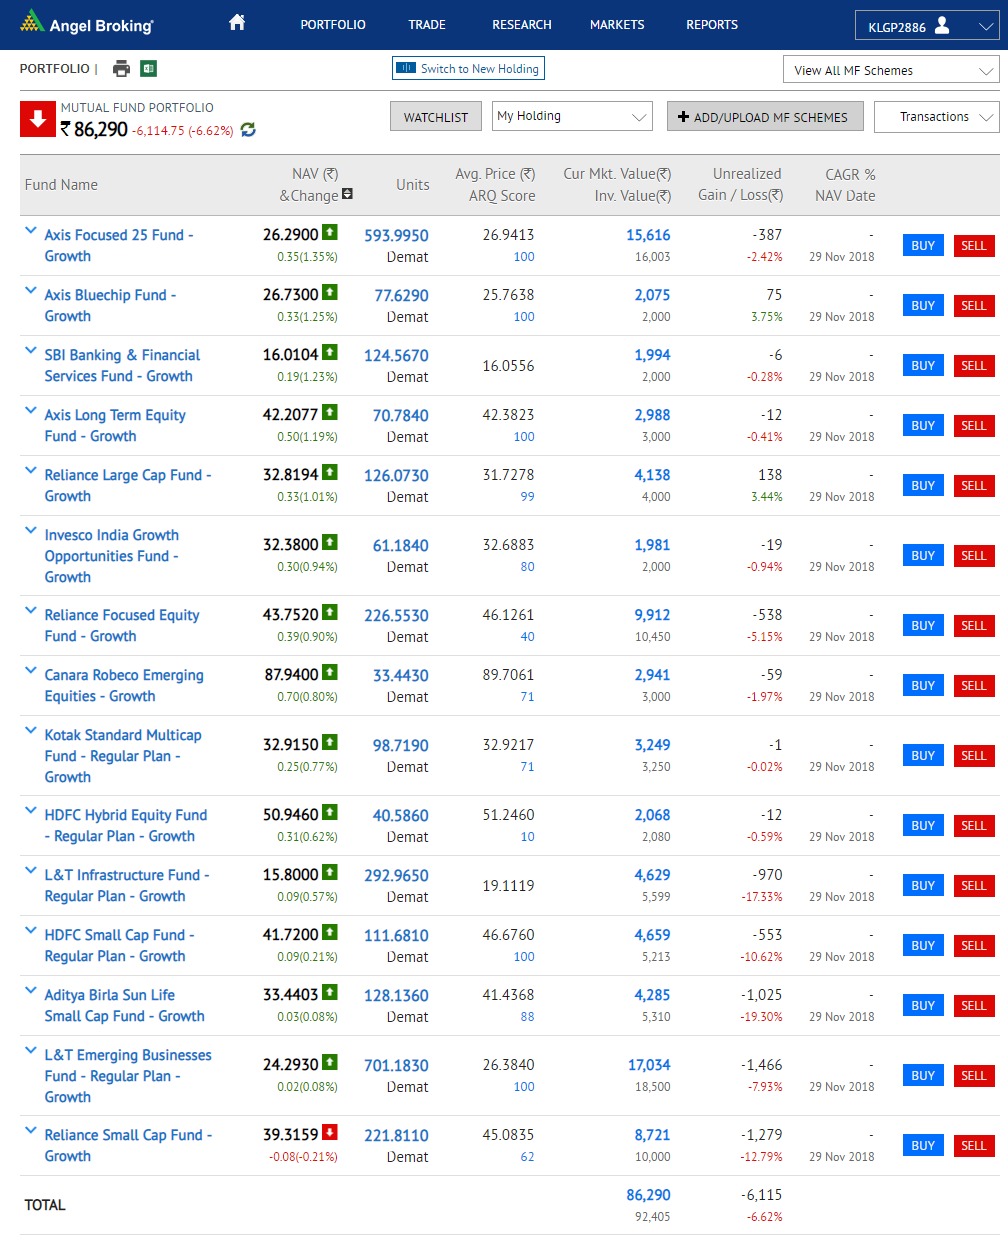 Angel Broking
PORTFOLIO TRADE RESEARCH MARKETS REPORTS KLGP2886
PORTFOLIO | Switch to New Holding View All MF Schemes
MUTUAL FUND PORTFOLIO
₹ 86,290 -6,114.75 (-6.62%)
WATCHLIST My Holding ADD/UPLOAD MF SCHEMES Transactions
Fund Name NAV (₹) &Change Units Avg. Price (₹) ARQ Score Cur Mkt. Value(₹) Inv. Value(₹) Unrealized Gain / Loss(₹) CAGR % NAV Date
Axis Focused 25 Fund - 26.2900 593.9950 26.9413 15,616 -387 - BUY SELL
Growth 0.35(1.35%) Demat 100 16,003 -2.42% 29 Nov 2018
Axis Bluechip Fund - 26.7300 77.6290 25.7638 2,075 75 - BUY SELL
Growth 0.33(1.25%) Demat 100 2,000 3.75% 29 Nov 2018
SBI Banking & Financial 16.0104 124.5670 16.0556 1,994 -6 - BUY SELL
Services Fund - Growth 0.19(1.23%) Demat 2,000 -0.28% 29 Nov 2018
Axis Long Term Equity 42.2077 70.7840 42.3823 2,988 -12 - BUY SELL
Fund - Growth 0.50(1.19%) Demat 100 3,000 -0.41% 29 Nov 2018
Reliance Large Cap Fund - 32.8194 126.0730 31.7278 4,138 138 - BUY SELL
Growth 0.33(1.01%) Demat 99 4,000 3.44% 29 Nov 2018
Invesco India Growth
Opportunities Fund - 32.3800 61.1840 32.6883 1,981 -19 - BUY SELL
Growth 0.30(0.94%) Demat 80 2,000 -0.94% 29 Nov 2018
Reliance Focused Equity 43.7520 226.5530 46.1261 9,912 -538 - BUY SELL
Fund - Growth 0.39(0.90%) Demat 40 10,450 -5.15% 29 Nov 2018
Canara Robeco Emerging 87.9400 33.4430 89.7061 2,941 -59 - BUY SELL
Equities - Growth 0.70(0.80%) Demat 71 3,000 -1.97% 29 Nov 2018
Kotak Standard Multicap
Fund - Regular Plan - 32.9150 98.7190 32.9217 3,249 -1 - BUY SELL
Growth 0.25(0.77%) Demat 71 3,250 -0.02% 29 Nov 2018
HDFC Hybrid Equity Fund 50.9460 40.5860 51.2460 2,068 -12 - BUY SELL
- Regular Plan - Growth 0.31(0.62%) Demat 10 2,080 -0.59% 29 Nov 2018
L&T Infrastructure Fund - 15.8000 292.9650 19.1119 4,629 -970 - BUY SELL
Regular Plan - Growth 0.09(0.57%) Demat 5,599 -17.33% 29 Nov 2018
HDFC Small Cap Fund - 41.7200 111.6810 46.6760 4,659 -553 - BUY SELL
Regular Plan - Growth 0.09(0.21%) Demat 100 5,213 -10.62% 29 Nov 2018
Aditya Birla Sun Life 33.4403 128.1360 41.4368 4,285 -1,025 - BUY SELL
Small Cap Fund - Growth 0.03(0.08%) Demat 88 5,310 -19.30% 29 Nov 2018
L&T Emerging Businesses
Fund - Regular Plan - 24.2930 701.1830 26.3840 17,034 -1,466 - BUY SELL
Growth 0.02(0.08%) Demat 100 18,500 -7.93% 29 Nov 2018
Reliance Small Cap Fund - 39.3159 221.8110 45.0835 8,721 -1,279 - BUY SELL
Growth -0.08(-0.21%) Demat 62 10,000 -12.79% 29 Nov 2018
TOTAL 86,290 -6,115
92,405 -6.62%